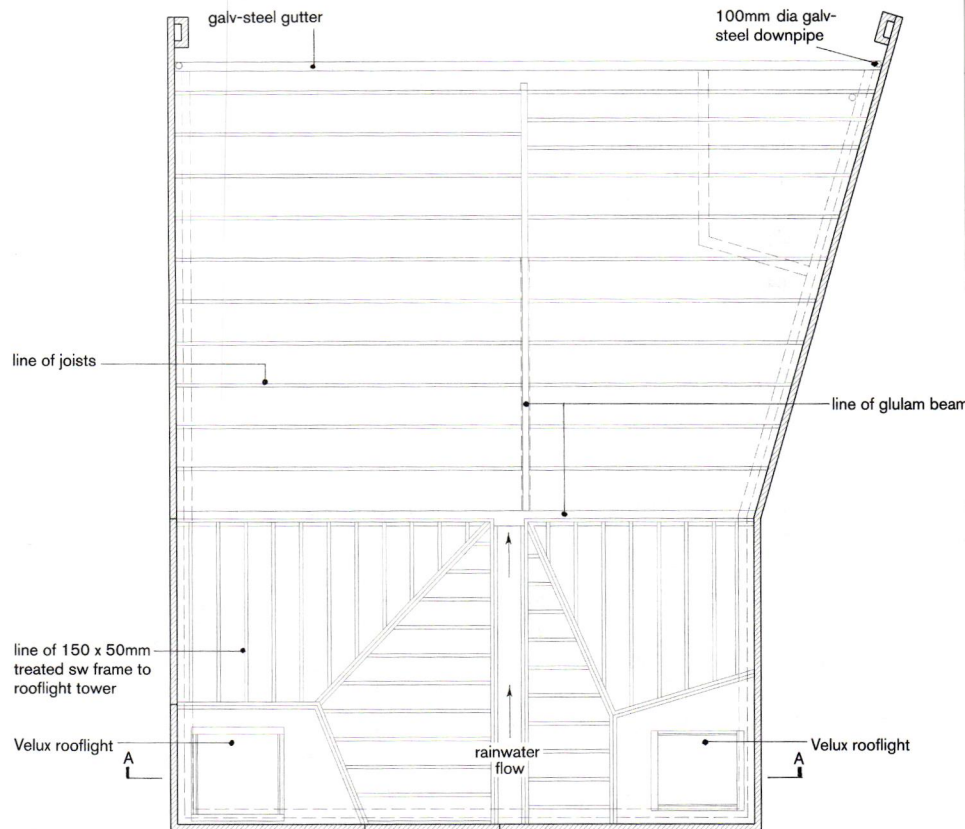 galv-steel gutter
100mm dia galv-
steel downpipe
line of joists
line of glulam beam
line of 150 x 50mm
treated sw frame to
rooflight tower
Velux rooflight
A
rainwater
flow
Velux rooflight
A